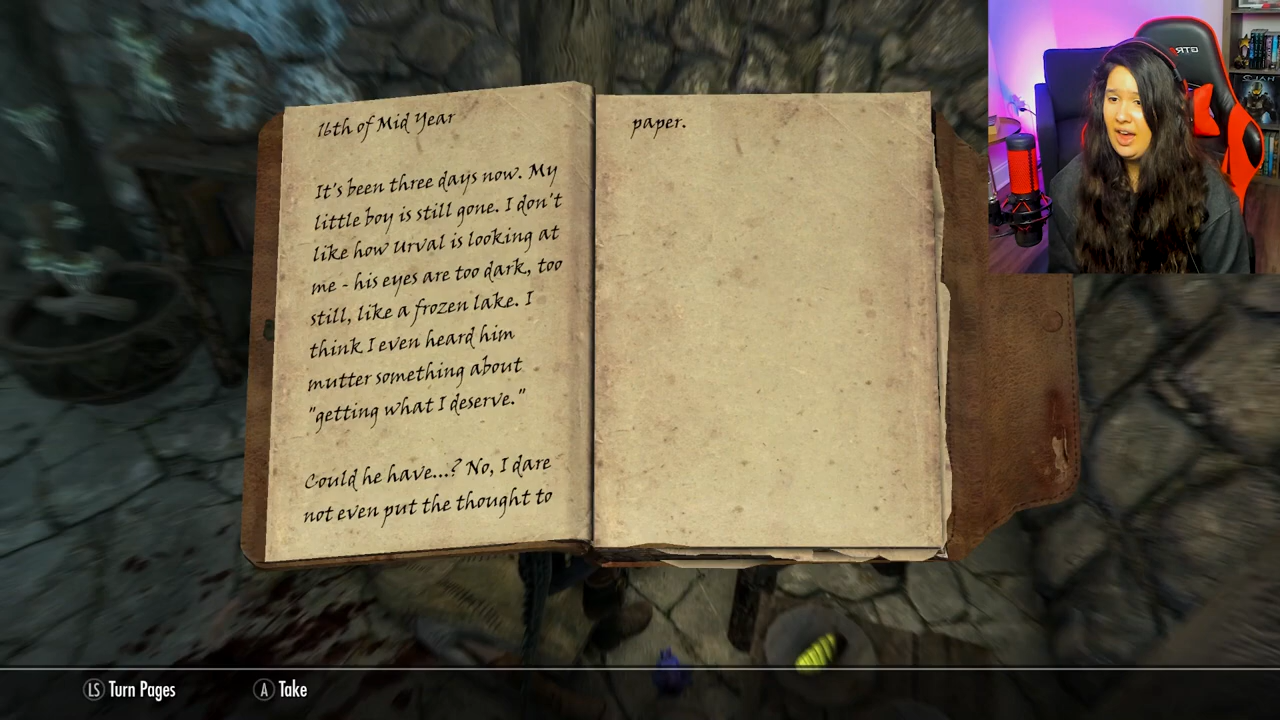 16th of Mid Year
It's been three days now. My
little boy is still gone. I don't
like how Urval is looking at
me - his eyes are too dark, too
still, like a frozen lake. I
think I even heard him
mutter something about
"getting what I deserve."
Could he have...? No, I dare
not even put the thought to
paper.
LS Turn Pages
A Take